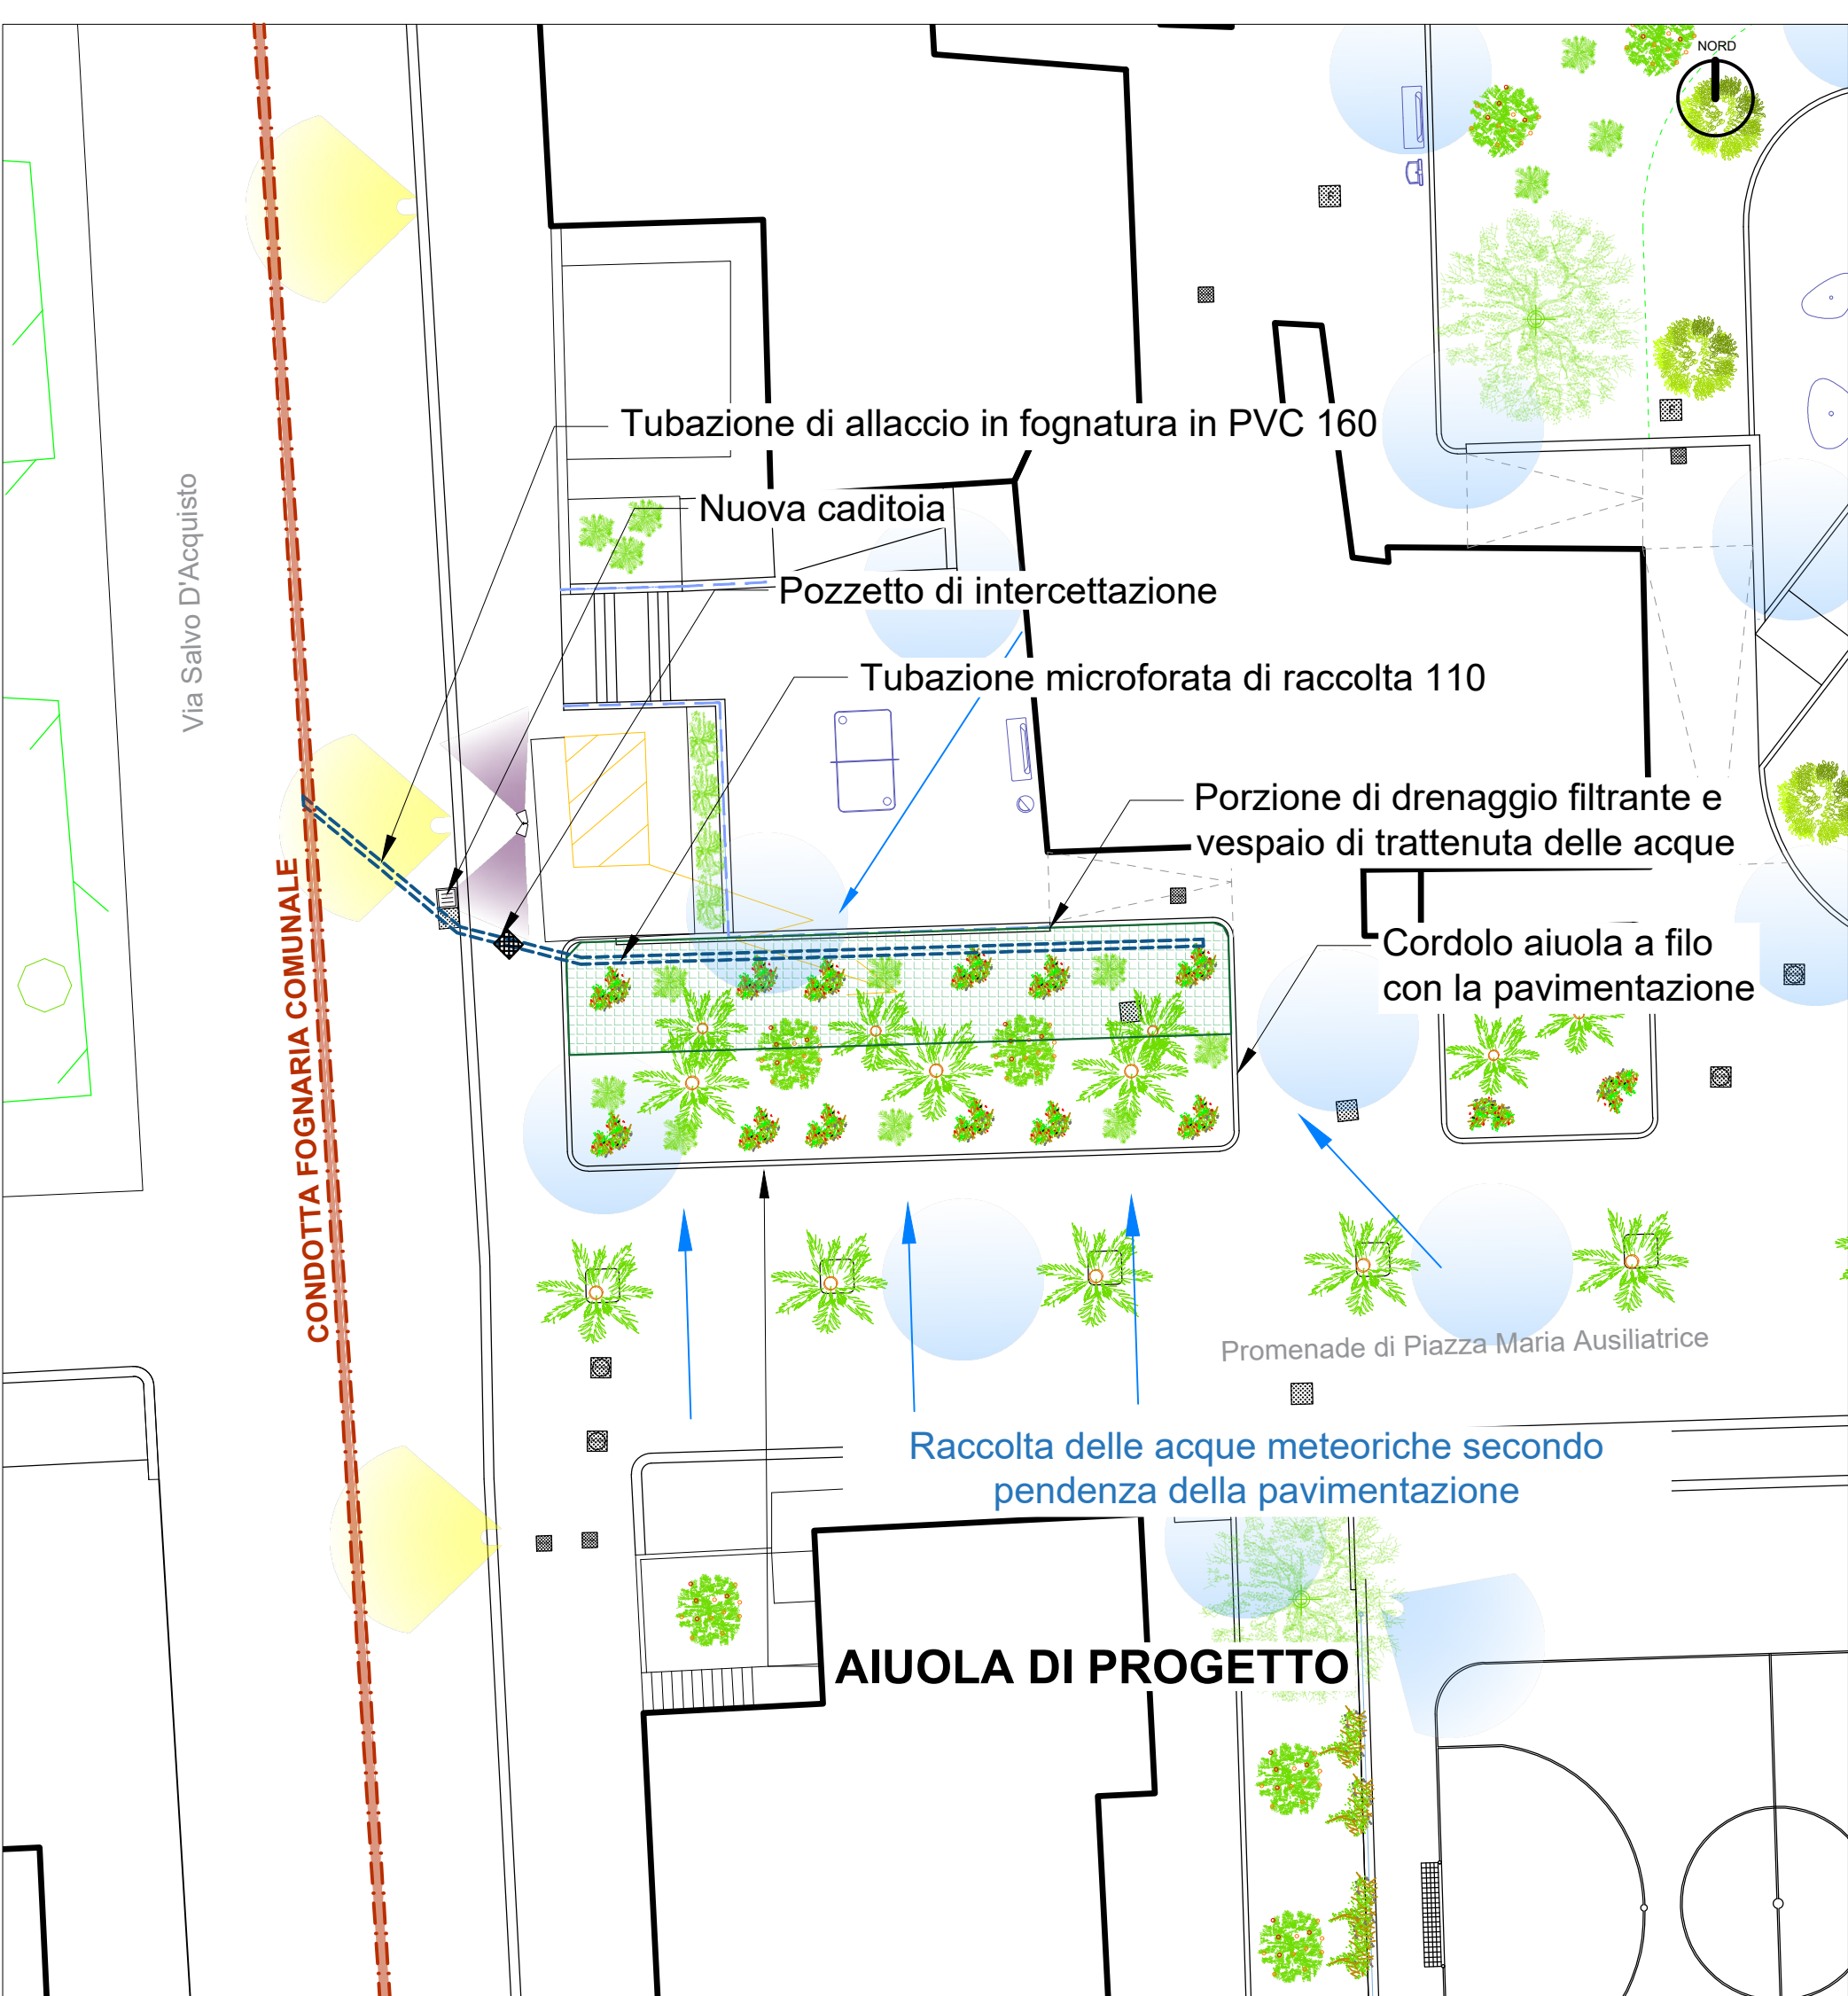 NORD
Tubazione di allaccio in fognatura in PVC 160
Nuova caditoia
Via Salvo D'Acquisto
Pozzetto di intercettazione
Tubazione microforata di raccolta 110
Porzione di drenaggio filtrante e
vespaio di trattenuta delle acque
CONDOTTA FOGNARIA COMUNALE
Cordolo aiuola a filo
con la pavimentazione
Promenade di Piazza Maria Ausiliatrice
Raccolta delle acque meteoriche secondo
pendenza della pavimentazione
AIUOLA DI PROGETTO